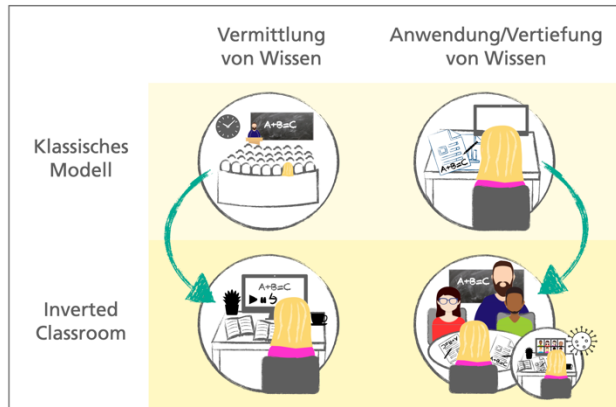 Vermittlung
von Wissen
Anwendung/Vertiefung
von Wissen
Klassisches
Modell
A+B=C
A+B=C
Inverted
Classroom
A+B=C
A+B=C